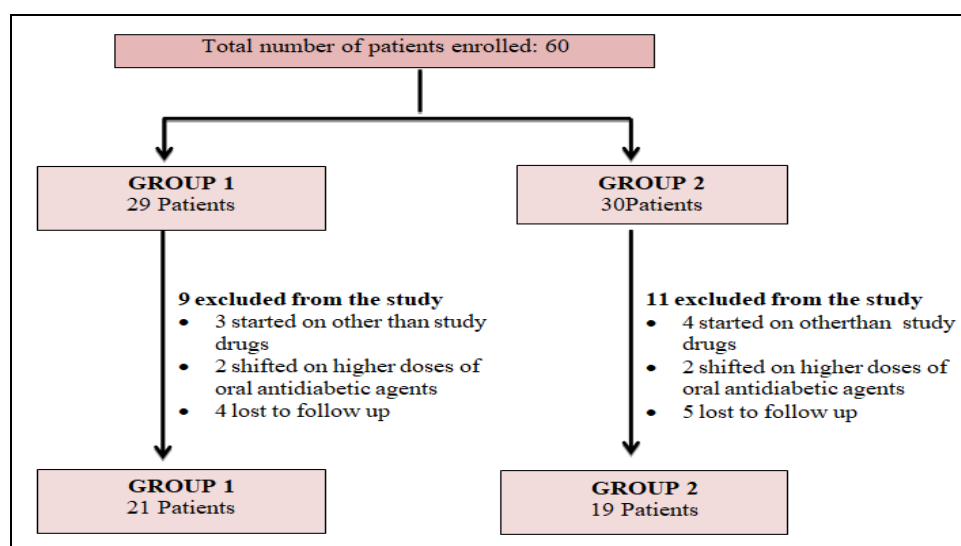 Total number of patients enrolled: 60
GROUP 1
29 Patients
GROUP 2
30Patients
9 excluded from the study
• 3 started on other than study
drugs
• 2 shifted on higher doses of
oral antidiabetic agents
• 4 lost to follow up
11 excluded from the study
• 4 started on otherthan study
drugs
• 2 shifted on higher doses of
oral antidiabetic agents
• 5 lost to follow up
GROUP 1
21 Patients
GROUP 2
19 Patients